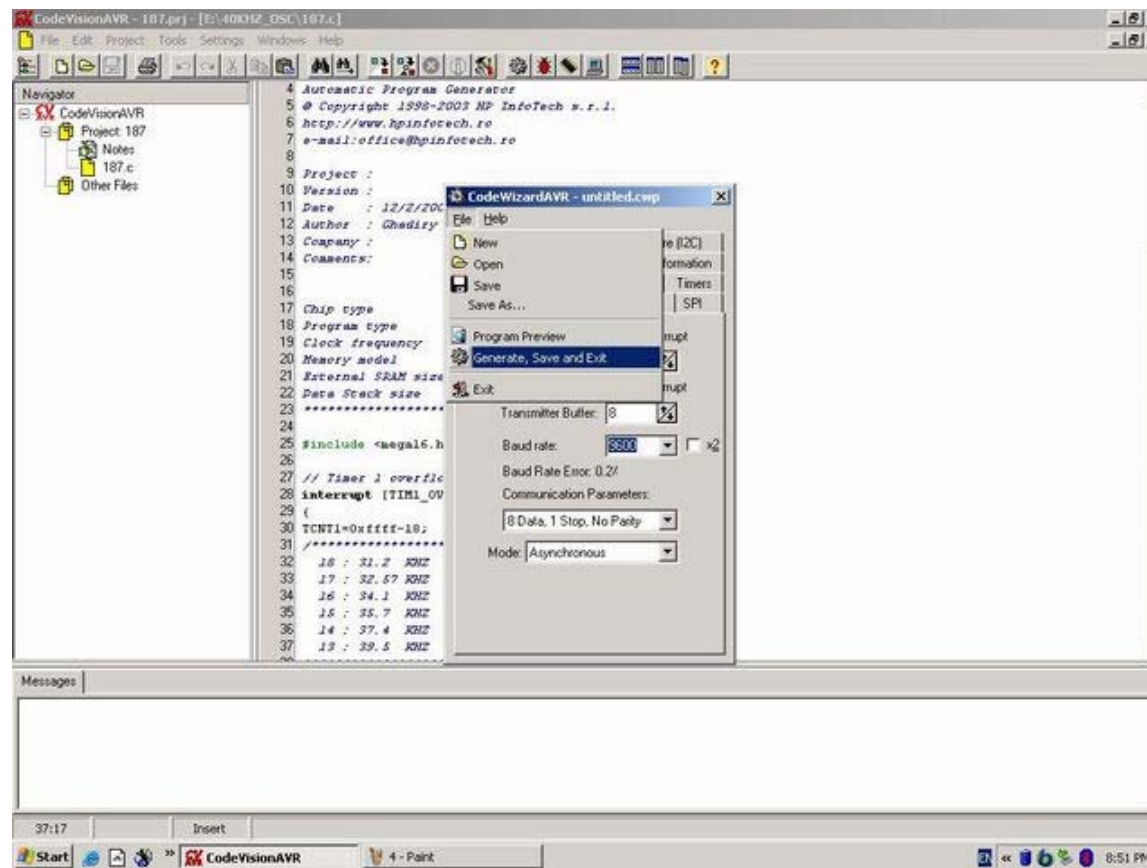 CodeVisionAVR - 187.prj - [E:\40KHZ_OSC\187.c]
File Edit Project Tools Settings Windows Help
Navigator
CodeVisionAVR
Project: 187
Notes
187.c
Other Files
4 Automatic Program Generator
5 © Copyright 1998-2003 HP InfoTech s.r.l.
6 http://www.hpinfotech.ro
7 e-mail:office@hpinfotech.ro
8
9 Project :
10 Version :
11 Date : 12/2/200
12 Author : Ghadiry
13 Company :
14 Comments:
15
16
17 Chip type
18 Program type
19 Clock frequency
20 Memory model
21 External SRAM size
22 Data Stack size
23 ******************
24
25 #include <mega16.h
26
27 // Timer 1 overflo
28 interrupt [TIM1_OV
29 {
30 TCNT1=0xffff-18;
31 /*****************
32 18 : 31.2 KHZ
33 17 : 32.57 KHZ
34 16 : 34.1 KHZ
35 15 : 35.7 KHZ
36 14 : 37.4 KHZ
37 13 : 39.5 KHZ
CodeWizardAVR - untitled.cwp
File Help
New
Open
Save
Save As...
Program Preview
Generate, Save and Exit
Exit
re (I2C)
formation
Timers
SPI
rrupt
rrupt
Transmitter Buffer: 8
Baud rate: 9600 x2
Baud Rate Error: 0.2%
Communication Parameters:
8 Data, 1 Stop, No Parity
Mode: Asynchronous
Messages
37:17 Insert
Start » CodeVisionAVR 4 - Paint EN « 8:51 PM